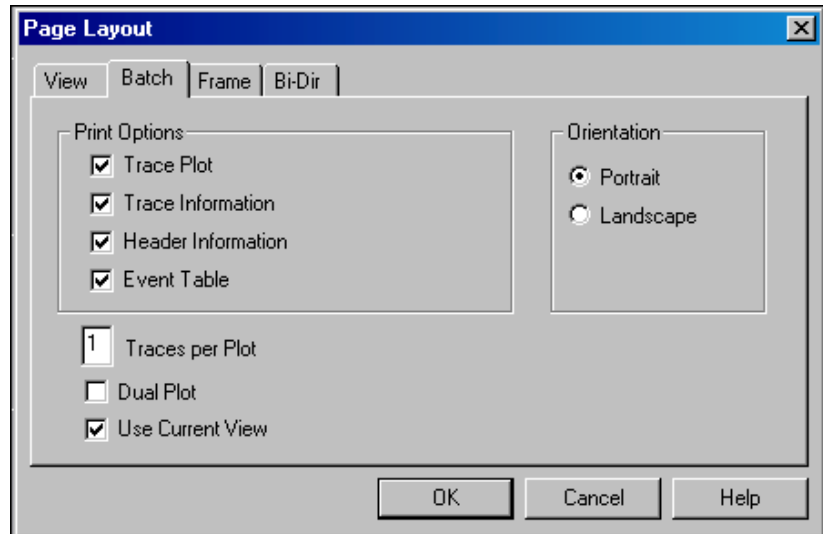 Page Layout
View Batch Frame Bi-Dir
Print Options
Trace Plot
Trace Information
Header Information
Event Table
Orientation
Portrait
Landscape
1 Traces per Plot
Dual Plot
Use Current View
OK Cancel Help